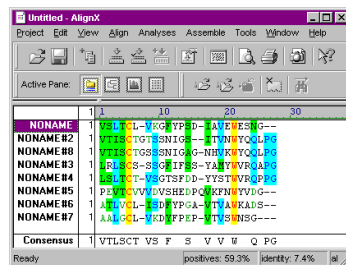 Untitled - AlignX
Project Edit View Align Analyses Assemble Tools Window Help
Active Pane:
1 1 10 20 30
NONAME 1 VSLTCL-VKGFYPSD-IAVEWESNG--
NONAME#2 1 VTISCTGTSSNIGS--ITVNWYQQLPG
NONAME#8 1 VTISCTGSSSNIGAG-NHVKWYQQLPG
NONAME#3 1 LRLSCS-SSGFIFSS-YAMYWVRQAPG
NONAME#4 1 LSLTCT-VSGTSFDD-YYSTWVRQPPG
NONAME#5 1 PEVTCVVVDVSHEDPQVKFNWYVDG--
NONAME#6 1 ATLVCL-ISDFYPGA-VTVAWKADS--
NONAME#7 1 AALGCL-VKDYFPEP-VTVSWNSG---
Consensus 1 VTLSCT VS F S V V W Q PG
Ready positives: 59.3% identity: 7.4% al